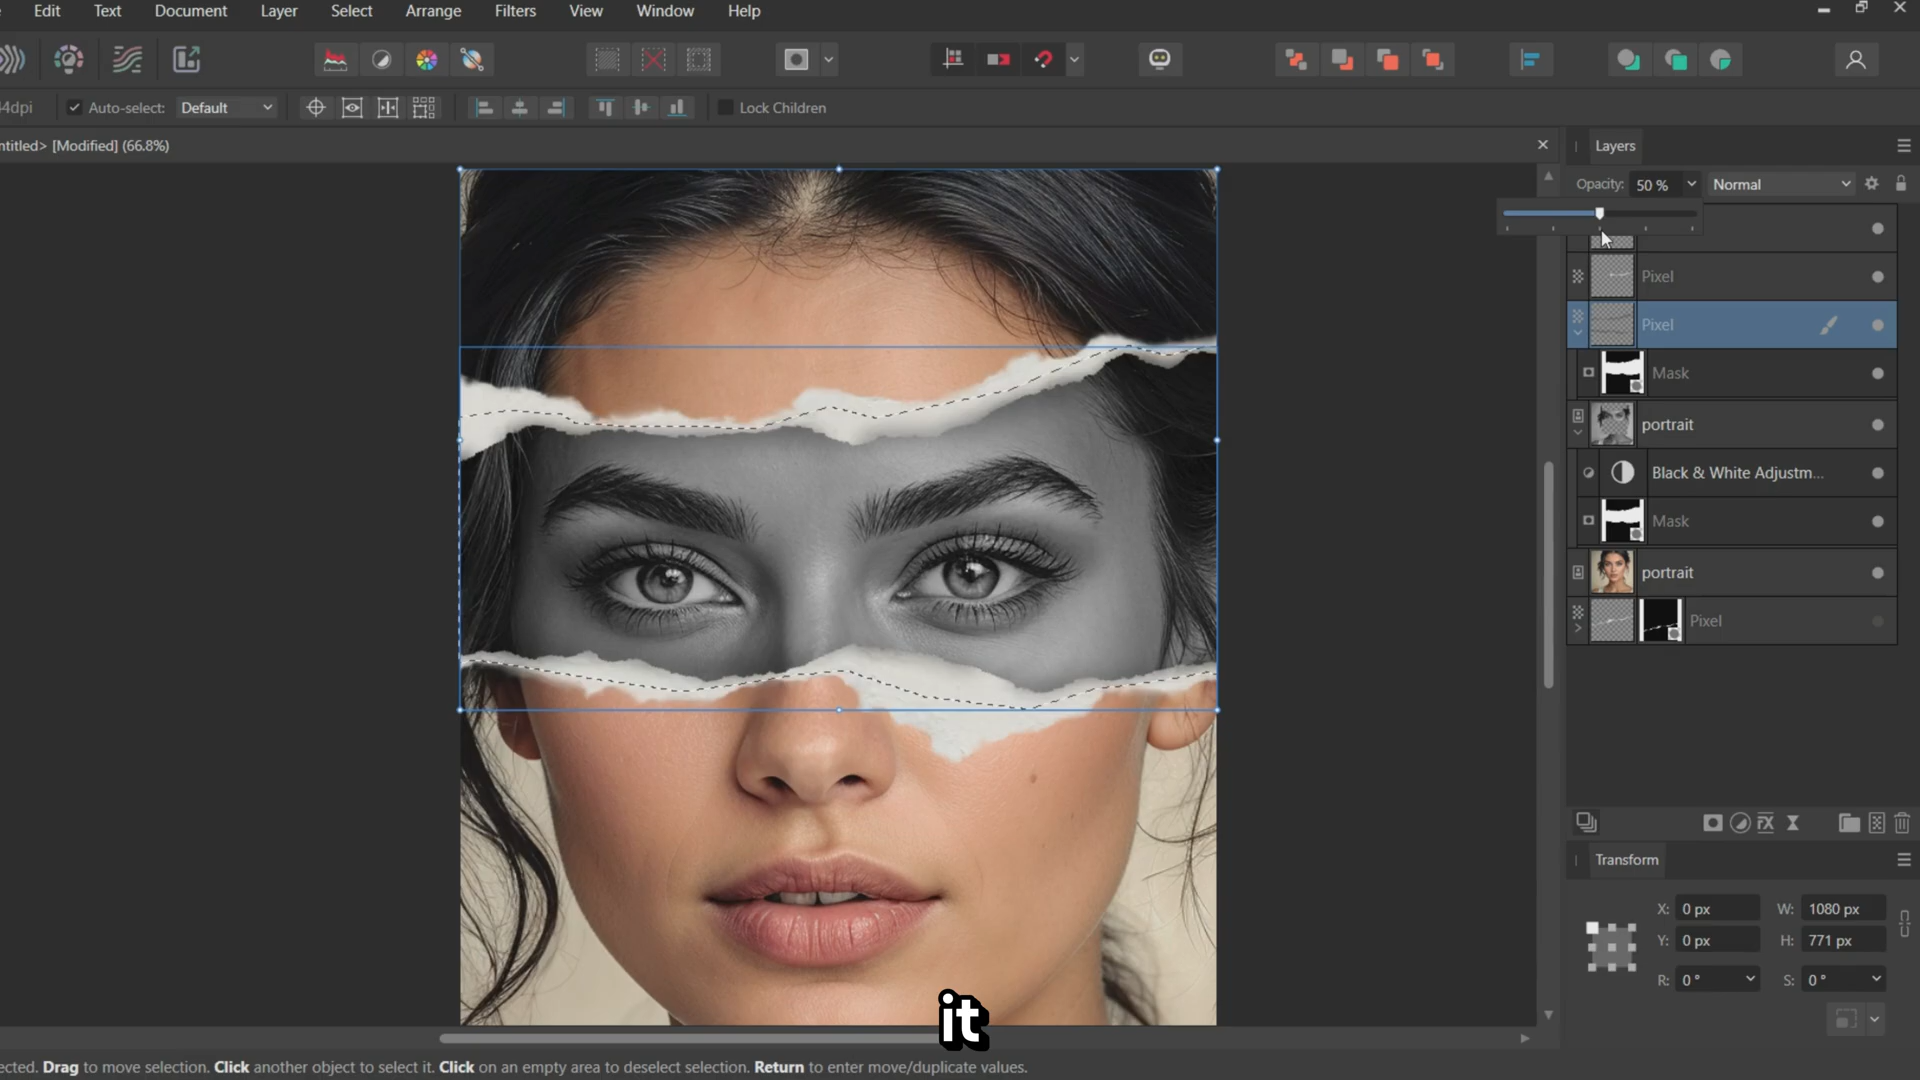 Edit Text Document Layer Select Arrange Filters View Window Help
4dpi Auto-select: Default Lock Children
ntitled> [Modified] (66.8%)
Layers
Opacity: 50 % Normal
Pixel
Pixel
Mask
portrait
Black & White Adjustm...
Mask
portrait
Pixel
Transform
X: 0 px W: 1080 px
Y: 0 px H: 771 px
R: 0 ° S: 0 °
it
ected. Drag to move selection. Click another object to select it. Click on an empty area to deselect selection. Return to enter move/duplicate values.